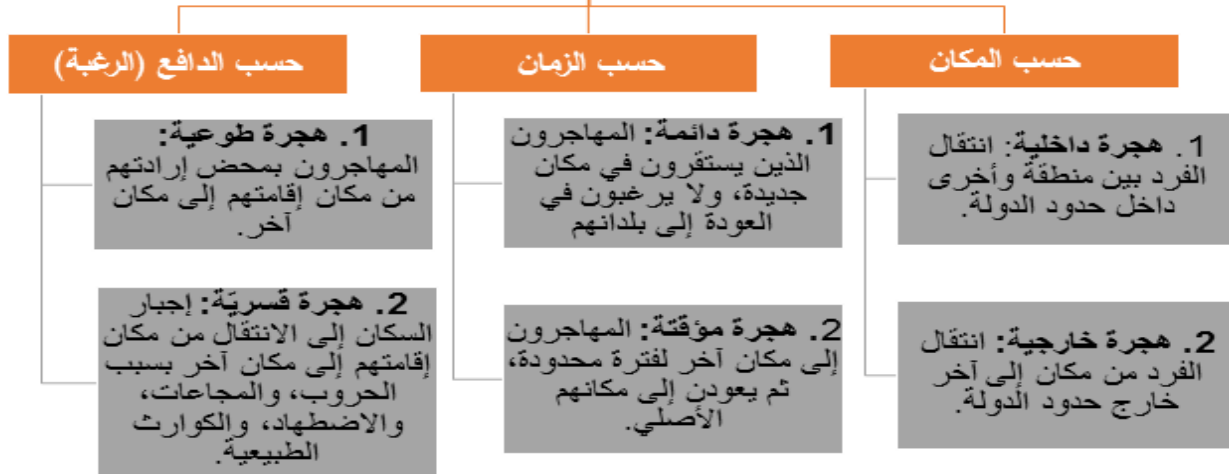 حسب المكان
1. هجرة داخلية: انتقال
الفرد بين منطقة وأخرى
داخل حدود الدولة.
2. هجرة خارجية: انتقال
الفرد من مكان إلى آخر
خارج حدود الدولة.
حسب الزمان
1. هجرة دائمة: المهاجرون
الذين يستقرون في مكان
جديدة، ولا يرغبون في
العودة إلى بلدانهم
2. هجرة مؤقتة: المهاجرون
إلى مكان آخر لفترة محدودة،
ثم يعودن إلى مكانهم
الأصلي.
حسب الدافع (الرغبة)
1. هجرة طوعية:
المهاجرون بمحض إرادتهم
من مكان إقامتهم إلى مكان
آخر.
2. هجرة قسريّة: إجبار
السكان إلى الانتقال من مكان
إقامتهم إلى مكان آخر بسبب
الحروب، والمجاعات،
والاضطهاد، والكوارث
الطبيعية.